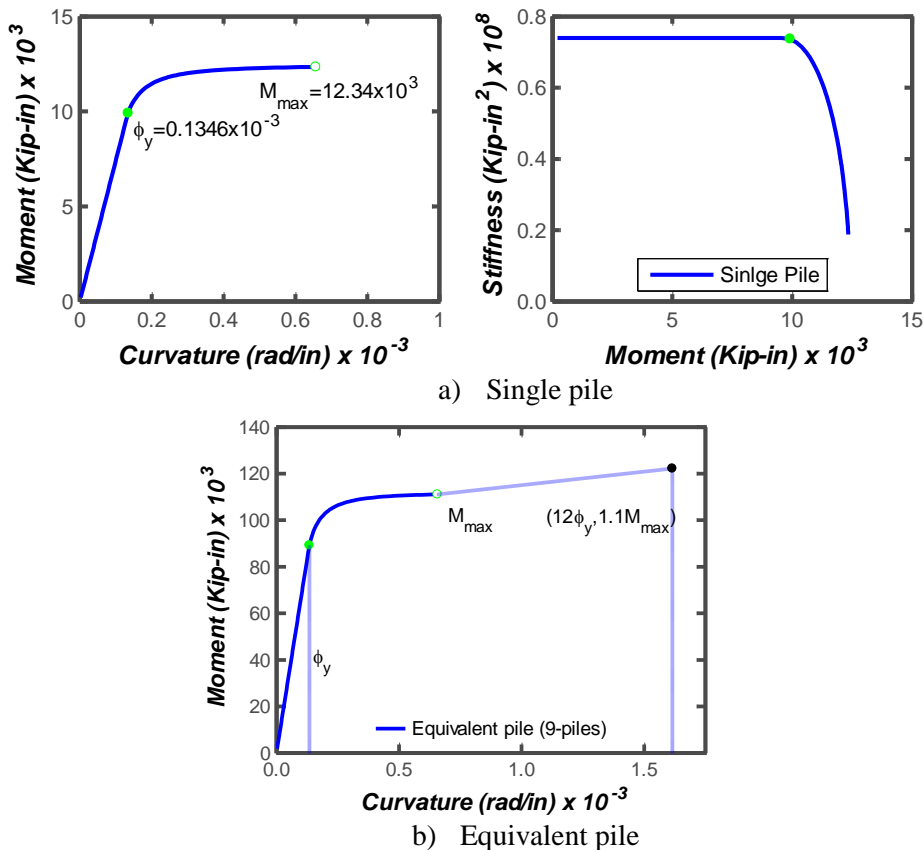 Moment (Kip-in) x 10^3
15
10
5
0
M_max=12.34x10^3
ϕ_y=0.1346x10^-3
0 0.2 0.4 0.6 0.8 1
Curvature (rad/in) x 10^-3
Stiffness (Kip-in^2) x 10^8
0.8
0.6
0.4
0.2
0.0
Sinlge Pile
0 5 10 15
Moment (Kip-in) x 10^3
a) Single pile
Moment (Kip-in) x 10^3
140
120
100
80
60
40
20
0
M_max
(12ϕ_y,1.1M_max)
ϕ_y
Equivalent pile (9-piles)
0.0 0.5 1.0 1.5
Curvature (rad/in) x 10^-3
b) Equivalent pile